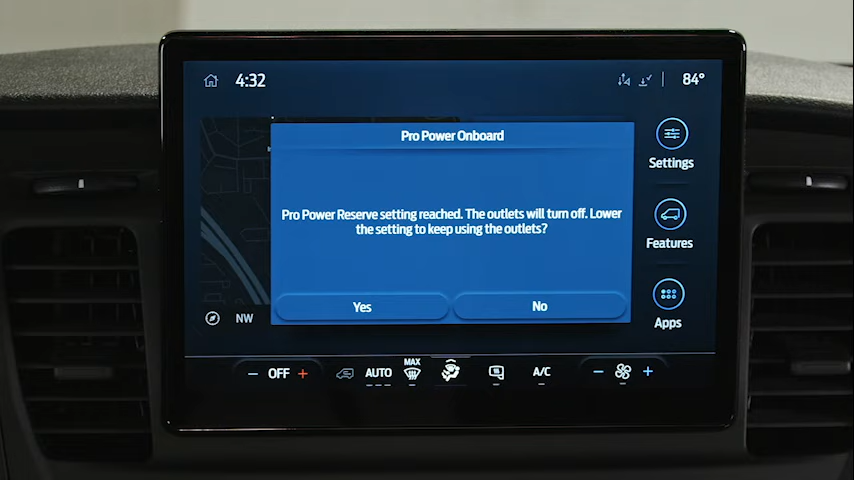 4:32
84°
Pro Power Onboard
Settings
Pro Power Reserve setting reached. The outlets will turn off. Lower
the setting to keep using the outlets?
Features
Yes
No
NW
Apps
MAX
− OFF +
AUTO
A/C
− +